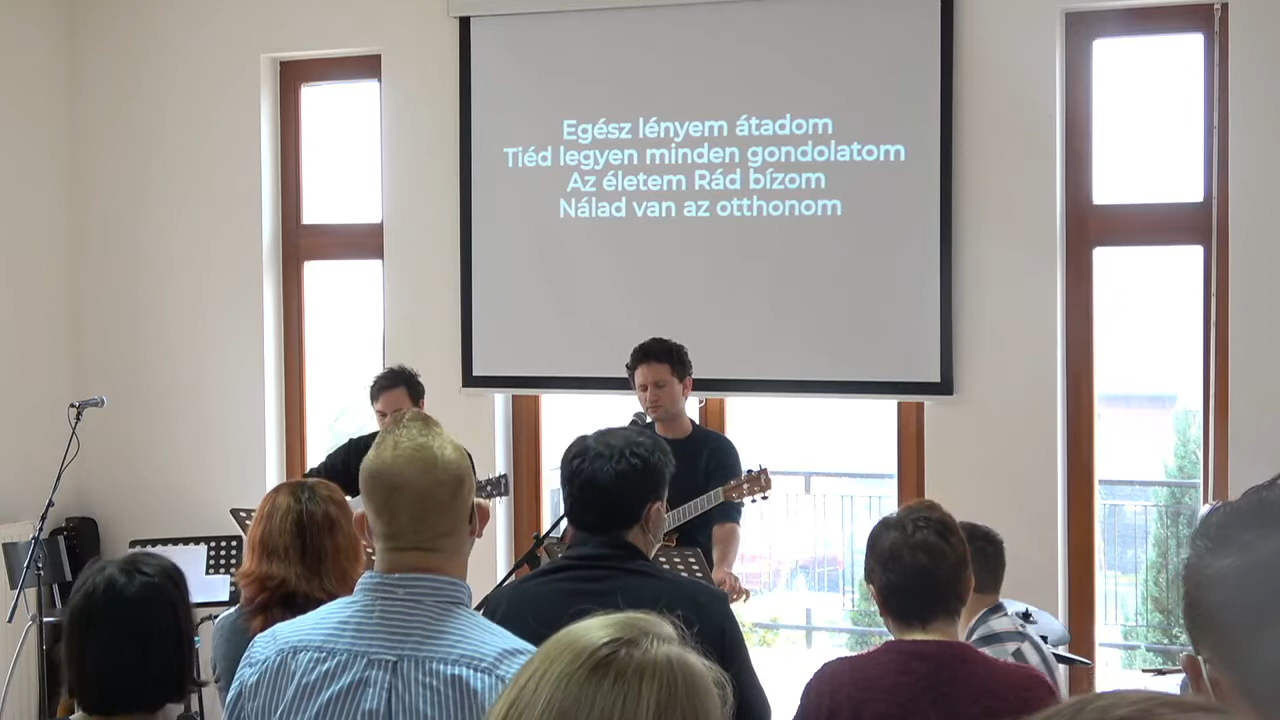 Egész lényem átadom
Tiéd legyen minden gondolatom
Az életem Rád bízom
Nálad van az otthonom